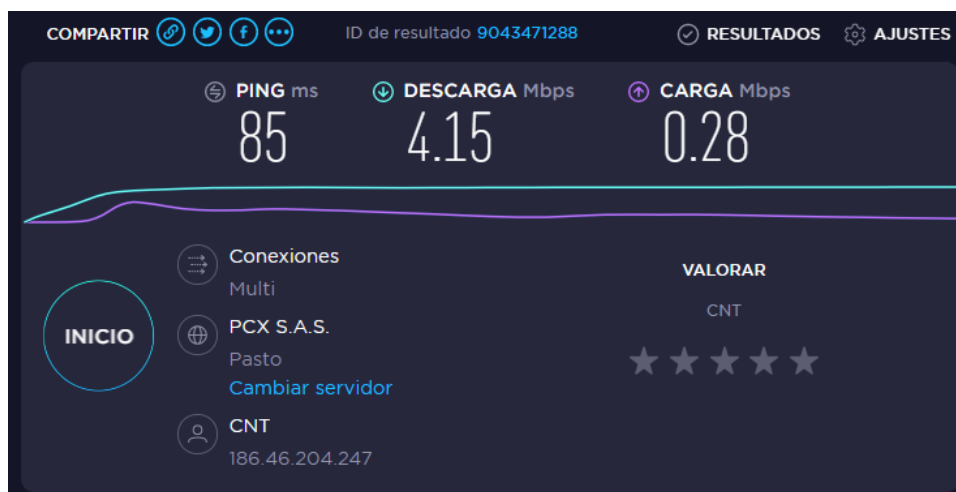 COMPARTIR ID de resultado 9043471288 RESULTADOS AJUSTES
PING ms DESCARGA Mbps CARGA Mbps
85 4.15 0.28
Conexiones
Multi
PCX S.A.S.
Pasto
Cambiar servidor
CNT
186.46.204.247
INICIO
VALORAR
CNT